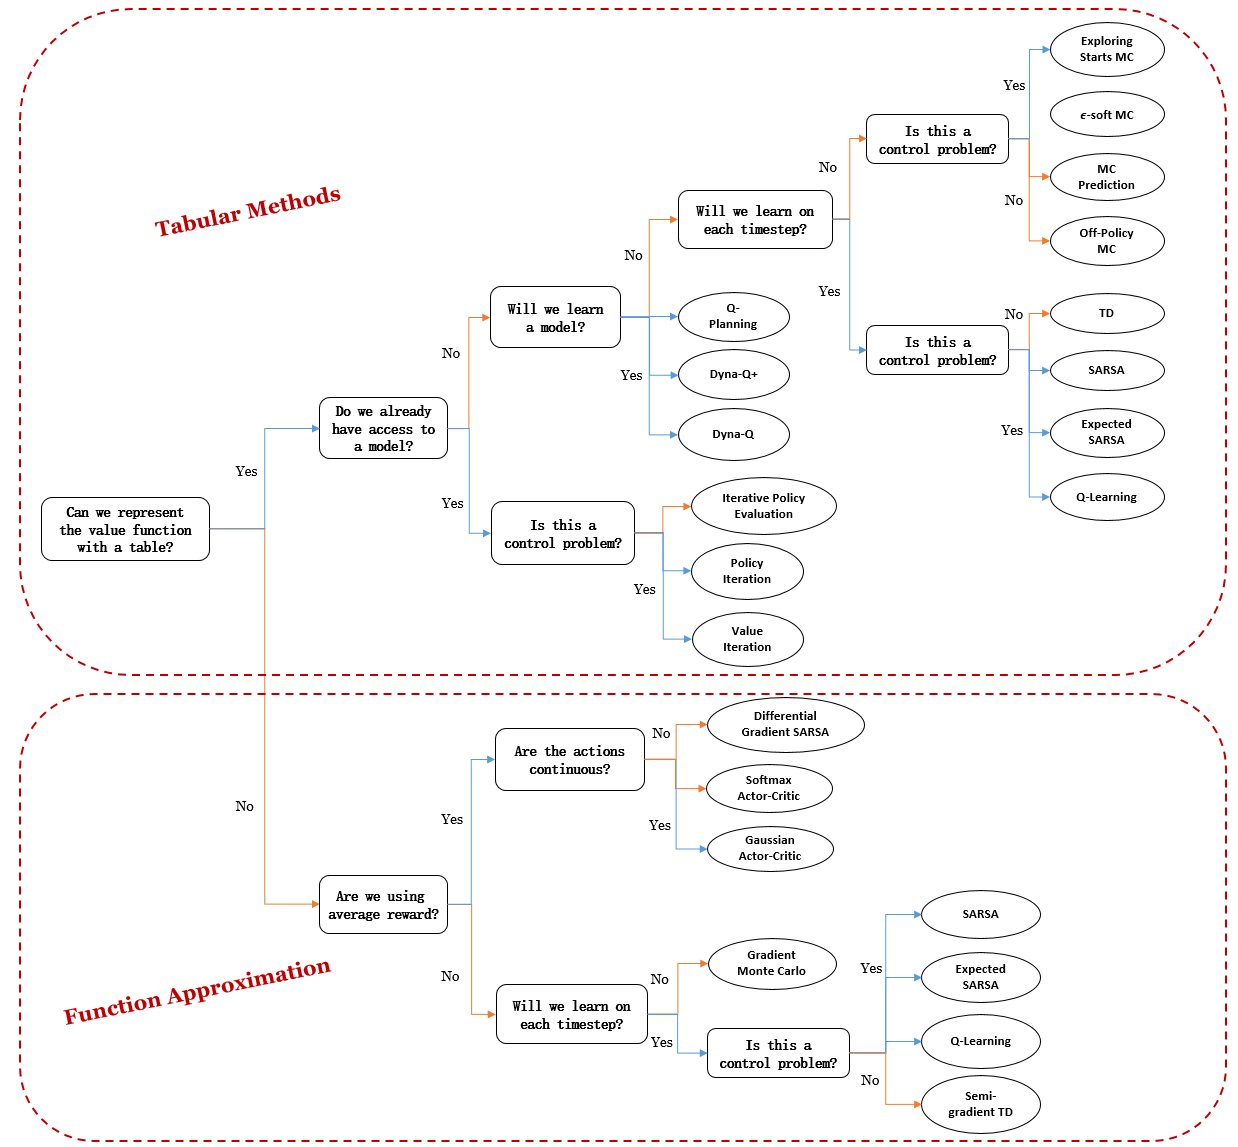 Tabular Methods
Can we represent
the value function
with a table?
Yes
No
Do we already
have access to
a model?
No
Yes
Will we learn
a model?
No
Yes
Will we learn on
each timestep?
No
Yes
Is this a
control problem?
Yes
No
Exploring
Starts MC
ϵ-soft MC
MC
Prediction
Off-Policy
MC
Is this a
control problem?
No
Yes
TD
SARSA
Expected
SARSA
Q-Learning
Q-
Planning
Dyna-Q+
Dyna-Q
Is this a
control problem?
Yes
Iterative Policy
Evaluation
Policy
Iteration
Value
Iteration
Function Approximation
Are we using
average reward?
Yes
No
Are the actions
continuous?
No
Yes
Differential
Gradient SARSA
Softmax
Actor-Critic
Gaussian
Actor-Critic
Will we learn on
each timestep?
No
Yes
Gradient
Monte Carlo
Is this a
control problem?
Yes
No
SARSA
Expected
SARSA
Q-Learning
Semi-
gradient TD